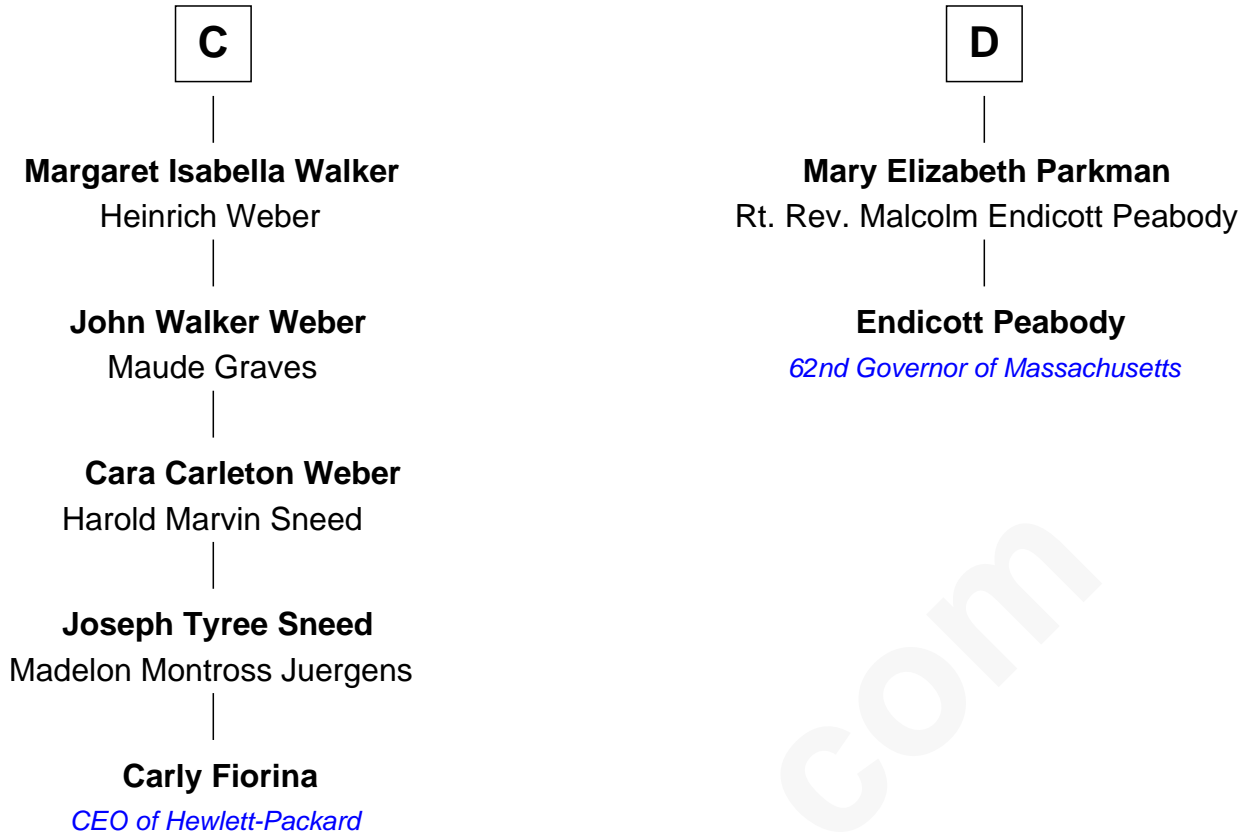 C
Margaret Isabella Walker
Heinrich Weber
John Walker Weber
Maude Graves
Cara Carleton Weber
Harold Marvin Sneed
Joseph Tyree Sneed
Madelon Montross Juergens
Carly Fiorina
CEO of Hewlett-Packard
D
Mary Elizabeth Parkman
Rt. Rev. Malcolm Endicott Peabody
Endicott Peabody
62nd Governor of Massachusetts
com